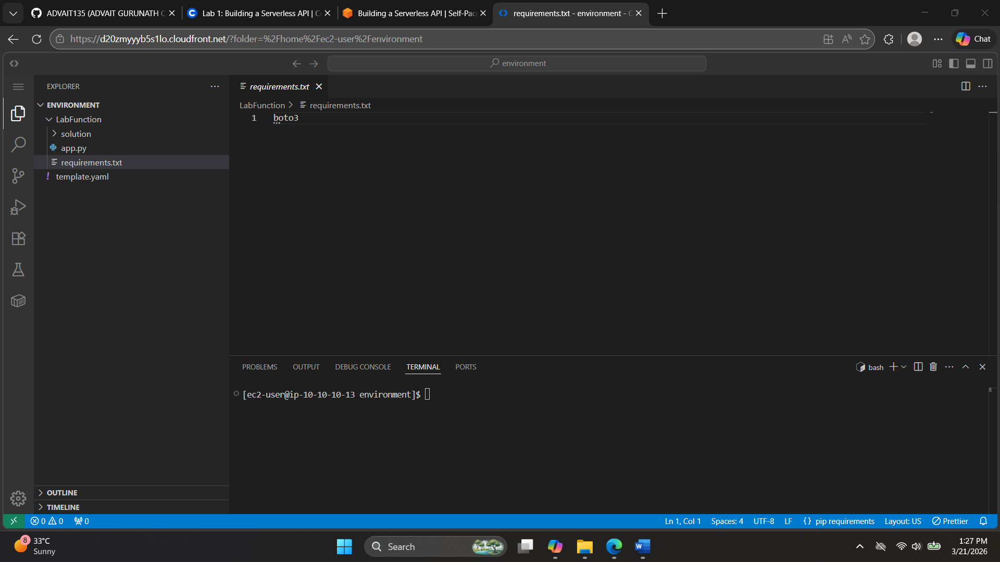 ADVAIT135 (ADVAIT GURUNATH C
Lab 1: Building a Serverless API | Co
Building a Serverless API | Self-Pac
requirements.txt - environment - C
https://d20zmyyyb5s1lo.cloudfront.net/?folder=%2Fhome%2Fec2-user%2Fenvironment
Chat
environment
EXPLORER
requirements.txt
ENVIRONMENT
LabFunction
solution
app.py
requirements.txt
template.yaml
LabFunction > requirements.txt
1 boto3
PROBLEMS OUTPUT DEBUG CONSOLE TERMINAL PORTS
bash
[ec2-user@ip-10-10-10-13 environment]$
OUTLINE
TIMELINE
0 0 0
Ln 1, Col 1 Spaces: 4 UTF-8 LF {} pip requirements Layout: US Prettier
8
33°C
Sunny
Search
1:27 PM
3/21/2026